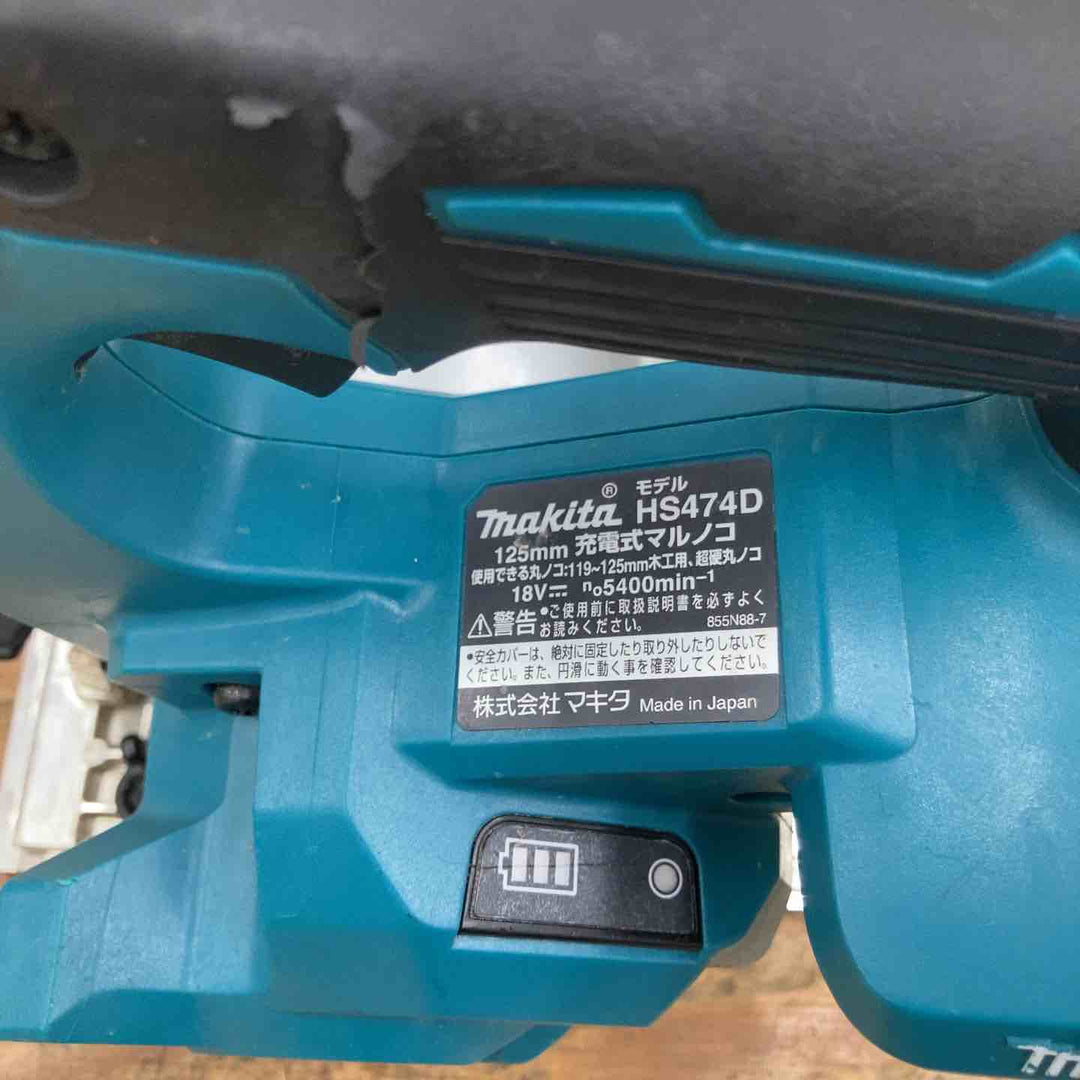 makita® モデル HS474D
125mm 充電式マルノコ
使用できる丸ノコ:119~125mm木工用、超硬丸ノコ
18V⎓ n₀5400min⁻¹
⚠警告 •ご使用前に取扱説明書を必ずよく
お読みください。 855N88-7
•安全カバーは、絶対に固定したり取り外したりしないで
ください。また、円滑に動く事を確認してください。
株式会社マキタ Made in Japan